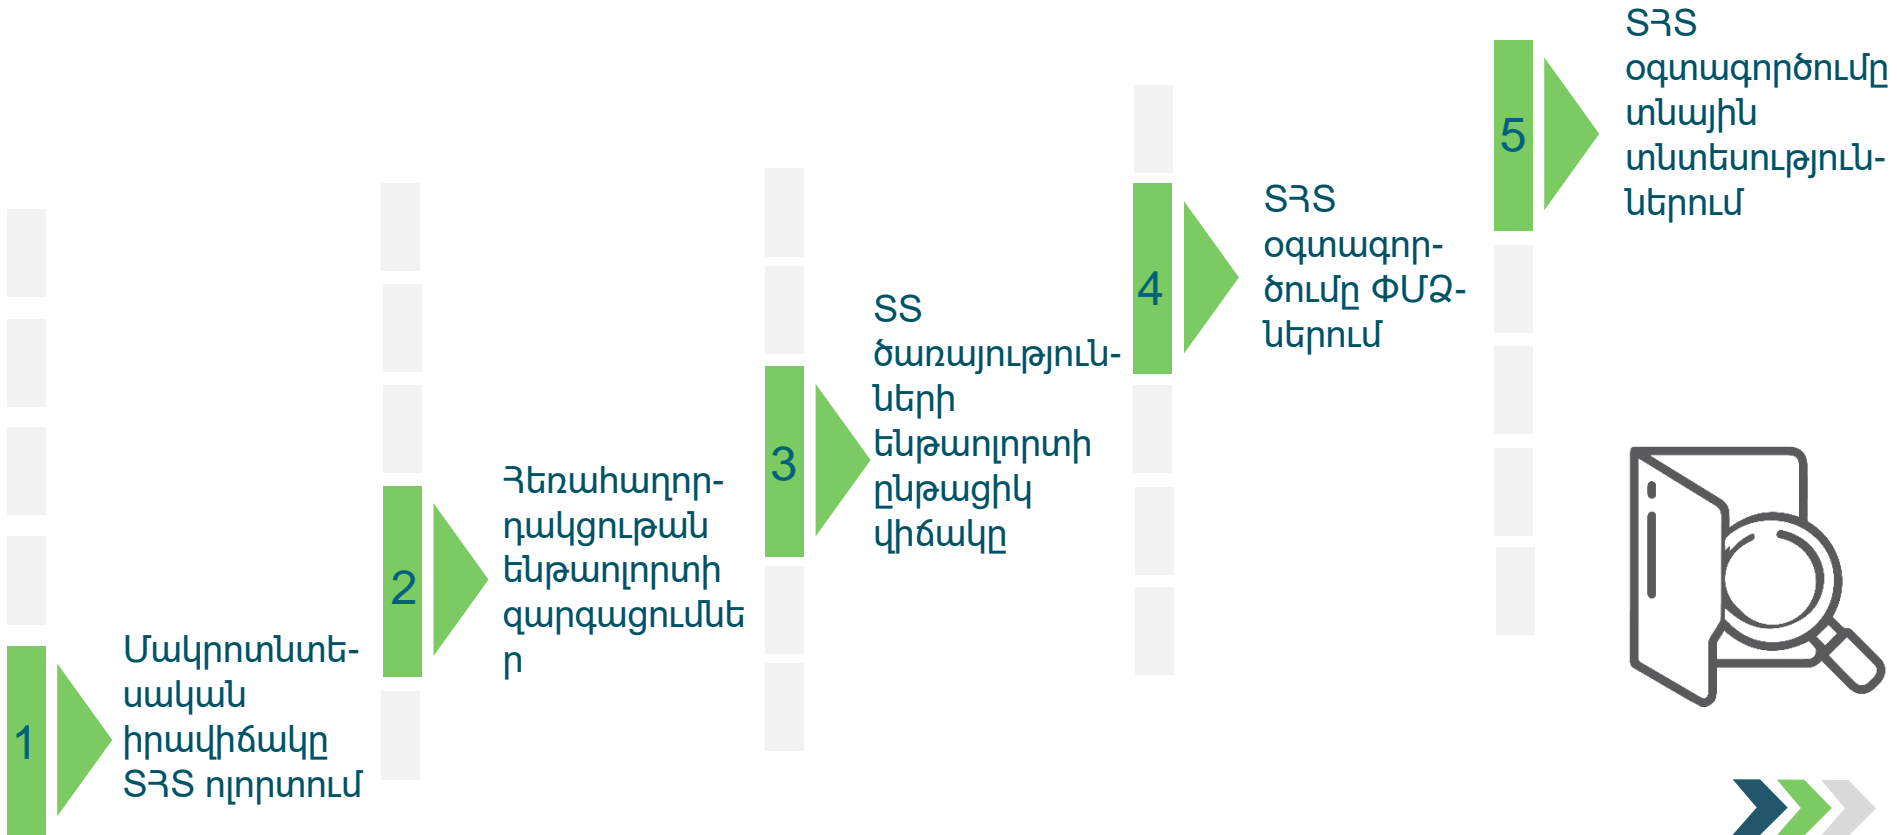 1
Մակրոտնտե-
սական
իրավիճակը
ՏՀՏ ոլորտում
2
Հեռահաղոր-
դակցութան
ենթաոլորտի
զարգացումնե
ր
3
ՏՏ
ծառայություն-
ների
ենթաոլորտի
ընթացիկ
վիճակը
4
ՏՀՏ
օգտագոր-
ծումը ՓՄՁ-
ներում
5
ՏՀՏ
օգտագործումը
տնային
տնտեսություն-
ներում